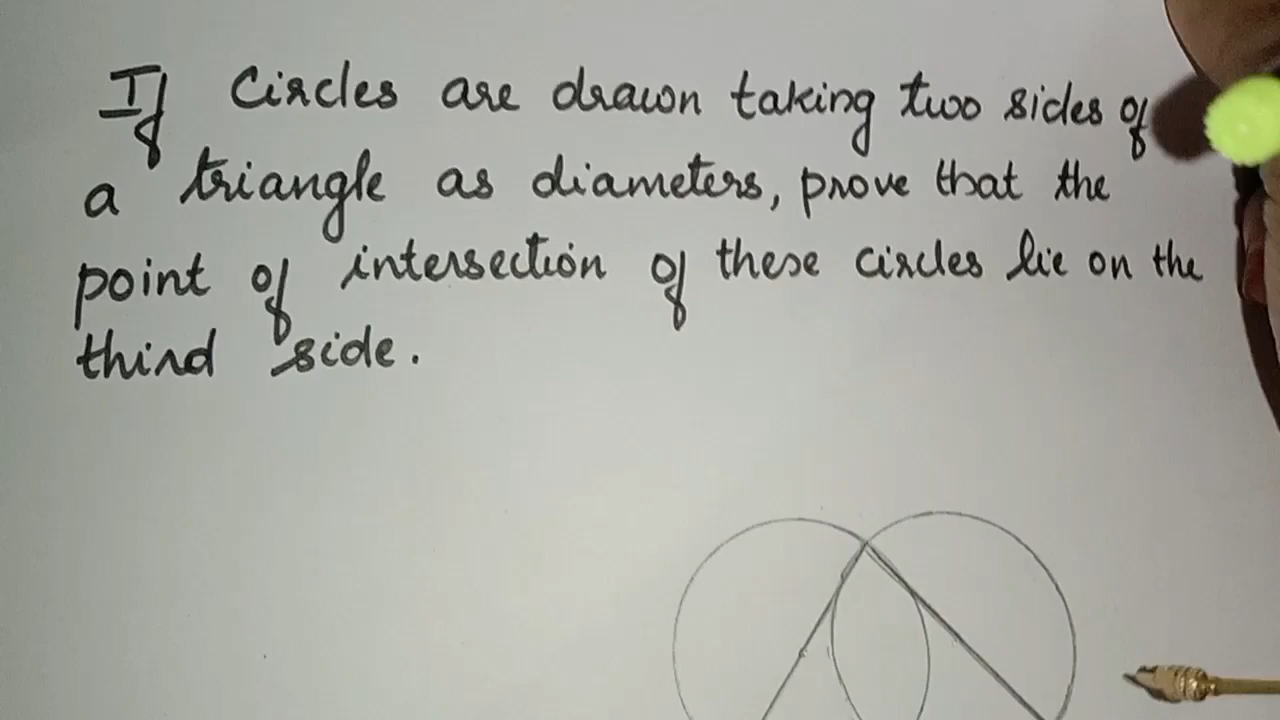 If Circles are drawn taking two sides of
a triangle as diameters, prove that the
point of intersection of these circles lie on the
third side.